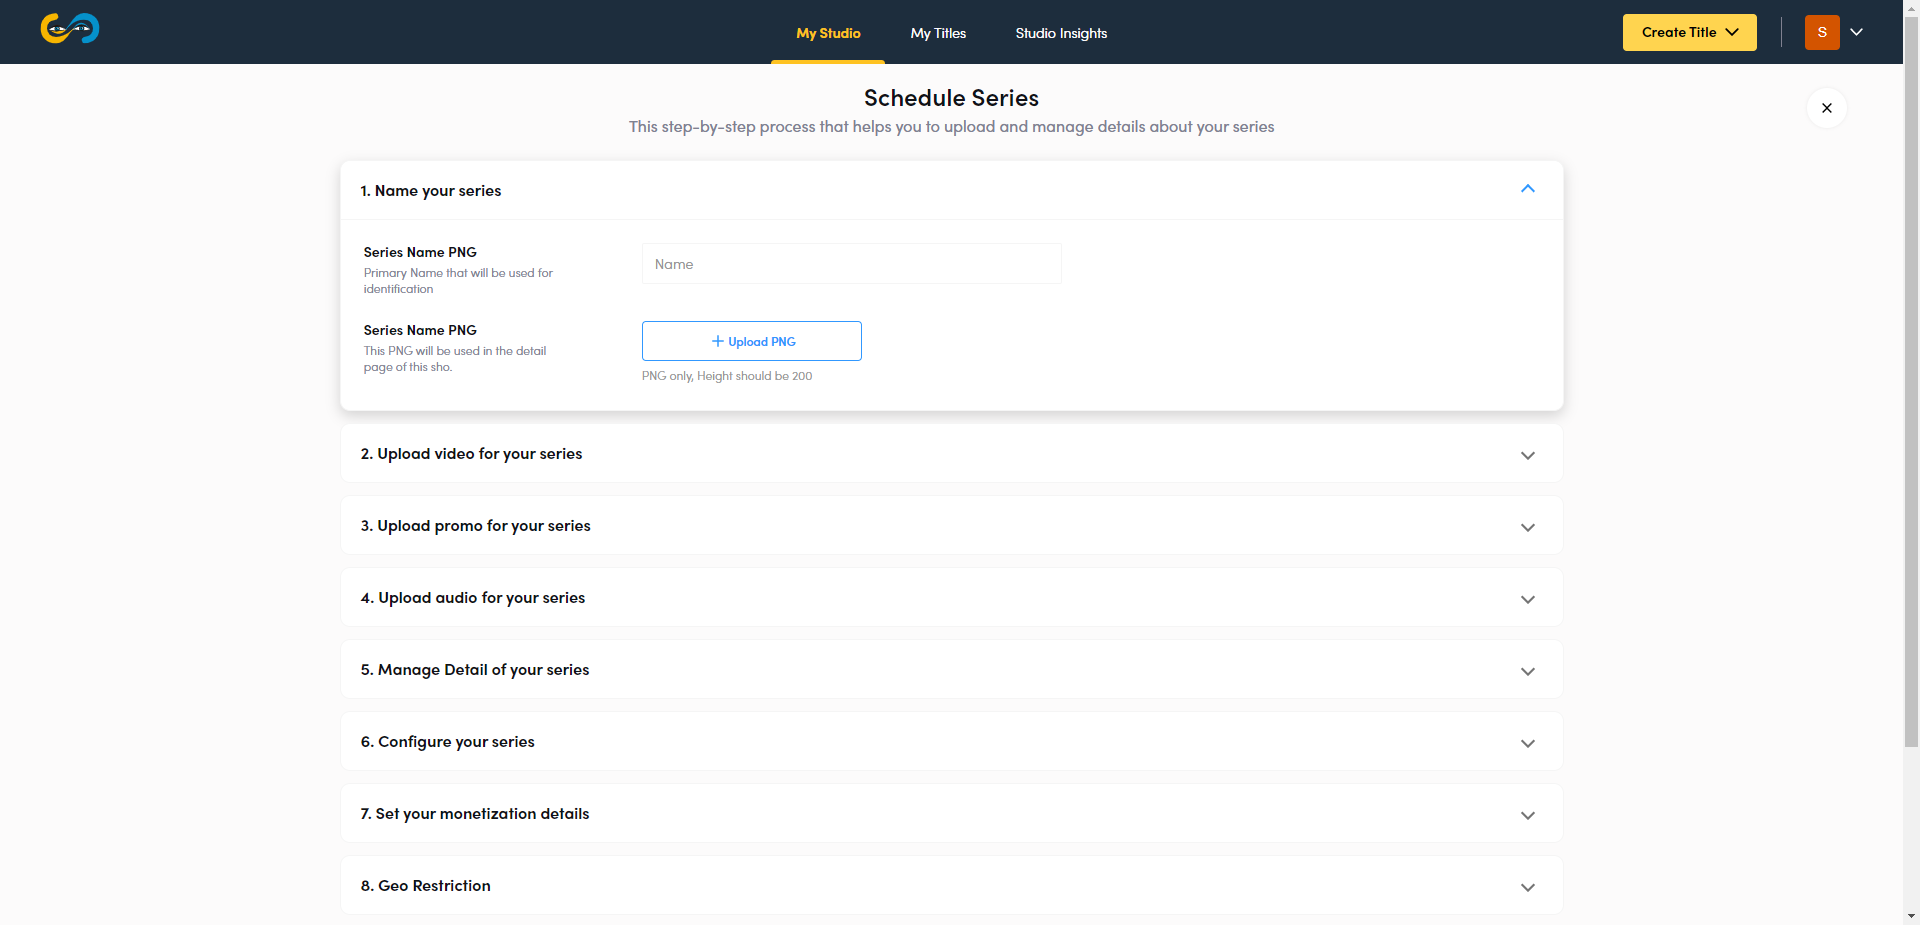 My Studio
My Titles
Studio Insights
Create Title
S
Schedule Series
This step-by-step process that helps you to upload and manage details about your series
1. Name your series
Series Name PNG
Primary Name that will be used for
identification
Name
Series Name PNG
This PNG will be used in the detail
page of this sho.
Upload PNG
PNG only, Height should be 200
2. Upload video for your series
3. Upload promo for your series
4. Upload audio for your series
5. Manage Detail of your series
6. Configure your series
7. Set your monetization details
8. Geo Restriction